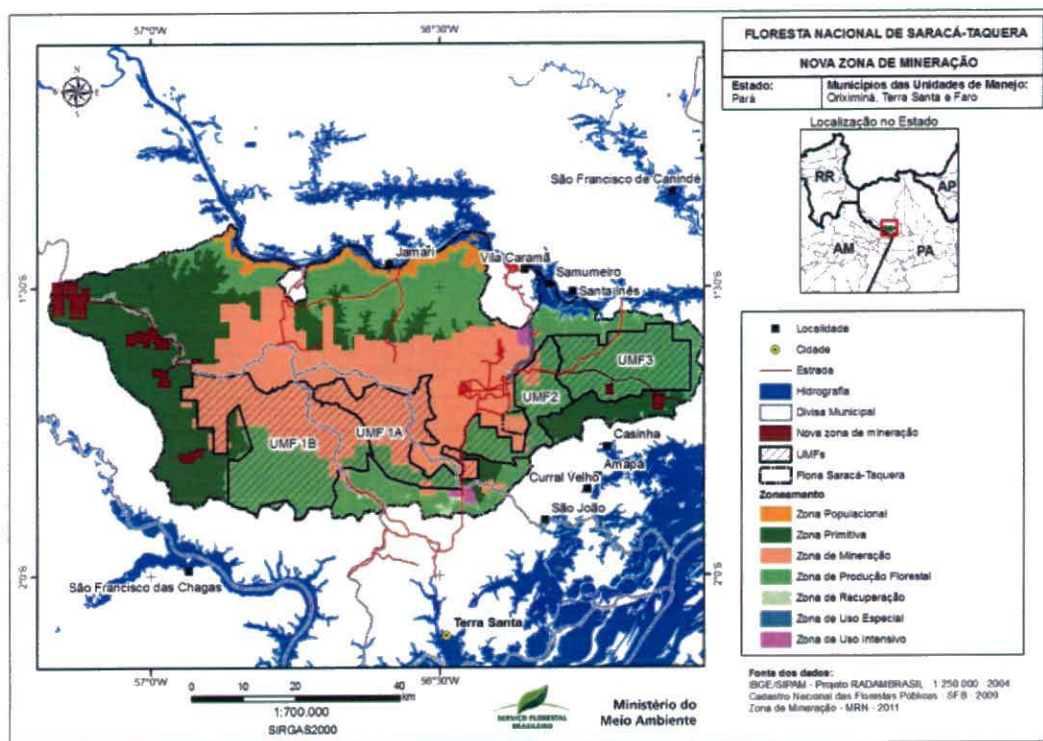 FLORESTA NACIONAL DE SARACÁ-TAQUERA
NOVA ZONA DE MINERAÇÃO
Estado:
Pará
Municípios das Unidades de Manejo:
Oriximiná, Terra Santa e Faro
Localização no Estado
RR
AP
AM
PA
57°0'W
56°30'W
N
S
São Francisco de Canindé
Jamari
Vila Caramã
Samumeiro
Santa Inês
1°30'S
1°30'S
UMF3
UMF2
UMF 1A
UMF 1B
Casinha
Amapá
Curral Velho
São João
2°0'S
2°0'S
São Francisco das Chagas
Terra Santa
57°0'W
56°30'W
0 10 20 40
km
1:700.000
SIRGAS2000
SERVIÇO FLORESTAL
BRASILEIRO
Ministério do
Meio Ambiente
Localidade
Cidade
Estrada
Hidrografia
Divisa Municipal
Nova zona de mineração
UMFs
Flona Saracá-Taquera
Zoneamento
Zona Populacional
Zona Primitiva
Zona de Mineração
Zona de Produção Florestal
Zona de Recuperação
Zona de Uso Especial
Zona de Uso Intensivo
Fonte dos dados:
IBGE/SIPAM - Projeto RADAMBRASIL 1:250.000 - 2004
Cadastro Nacional das Florestas Públicas - SFB - 2009
Zona de Mineração - MRN - 2011